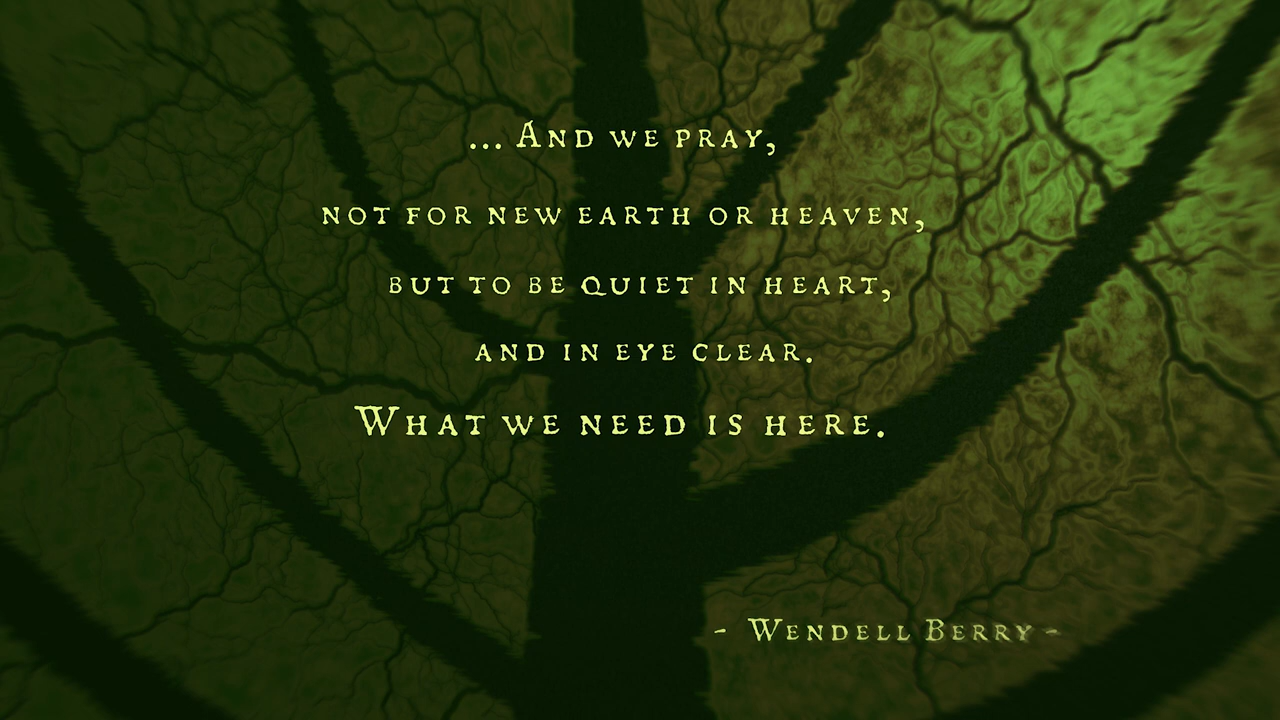 ... And we pray,
not for new earth or heaven,
but to be quiet in heart,
and in eye clear.
What we need is here.
- Wendell Berry -